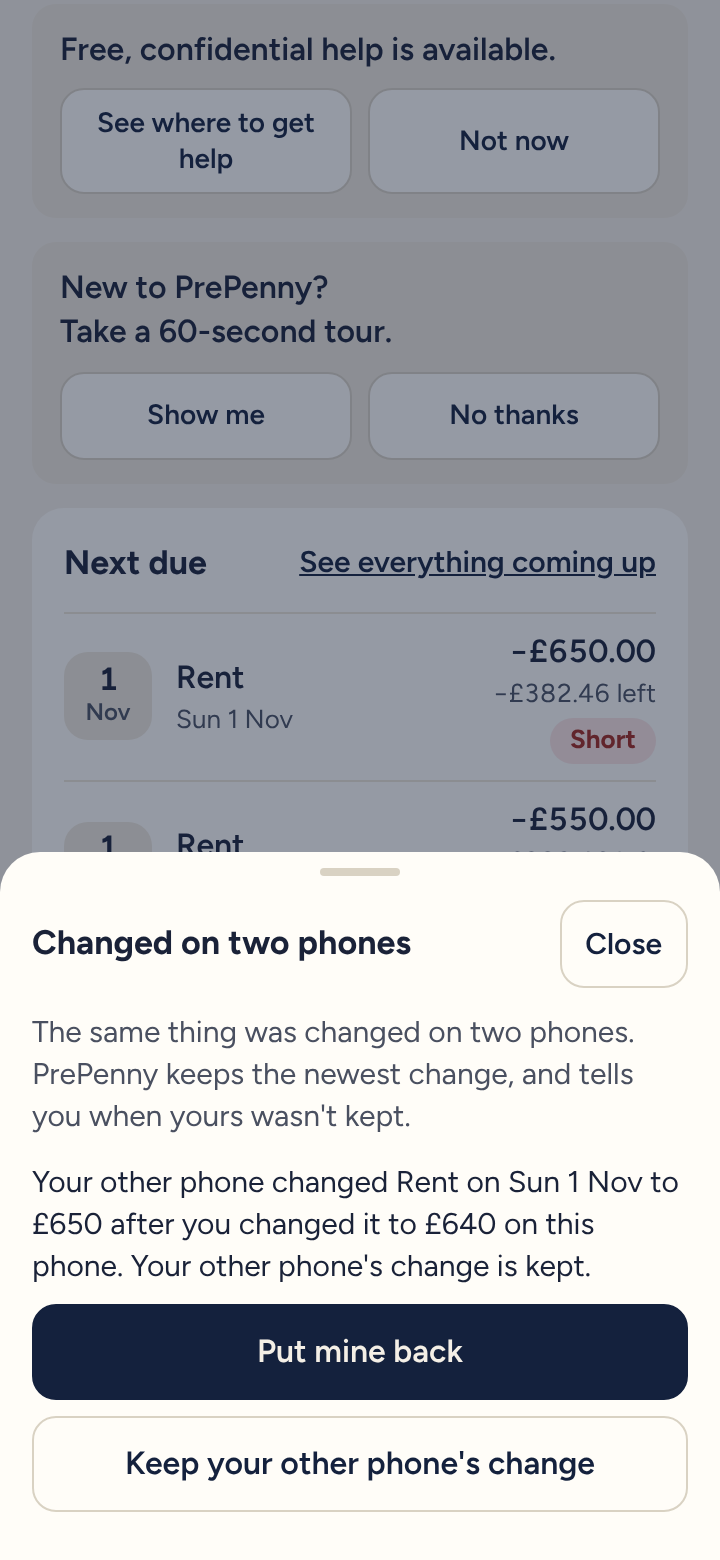 Free, confidential help is available.
See where to get
help
Not now
New to PrePenny?
Take a 60-second tour.
Show me
No thanks
Next due
See everything coming up
1
Nov
Rent
Sun 1 Nov
−£650.00
−£382.46 left
Short
1
Rent
−£550.00
Changed on two phones
Close
The same thing was changed on two phones.
PrePenny keeps the newest change, and tells
you when yours wasn't kept.
Your other phone changed Rent on Sun 1 Nov to
£650 after you changed it to £640 on this
phone. Your other phone's change is kept.
Put mine back
Keep your other phone's change